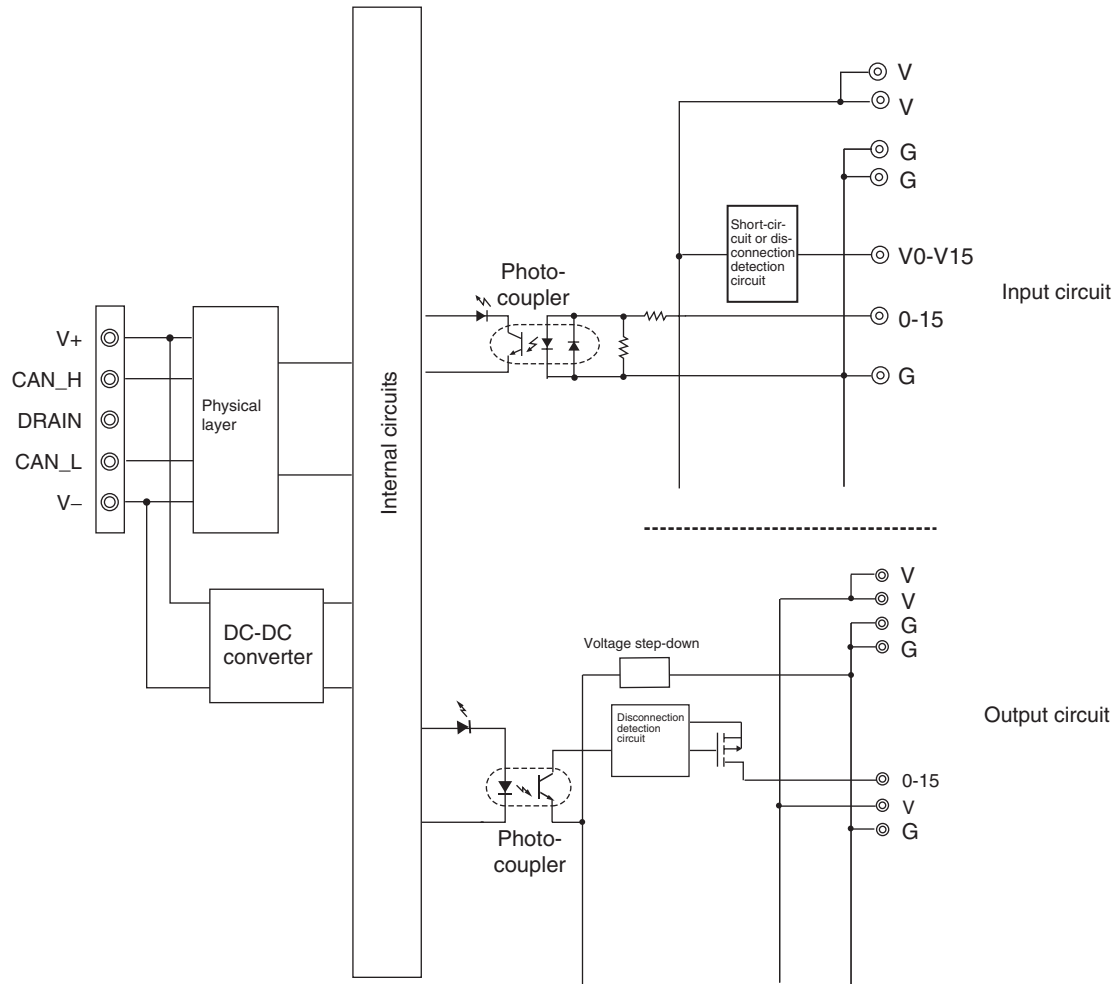 V+
CAN_H
DRAIN
CAN_L
V–
Physical
layer
DC-DC
converter
Internal circuits
Photo-
coupler
V
V
G
G
Short-cir-
cuit or dis-
connection
detection
circuit
V0-V15
0-15
G
Input circuit
Voltage step-down
Disconnection
detection
circuit
Photo-
coupler
V
V
G
G
0-15
V
G
Output circuit